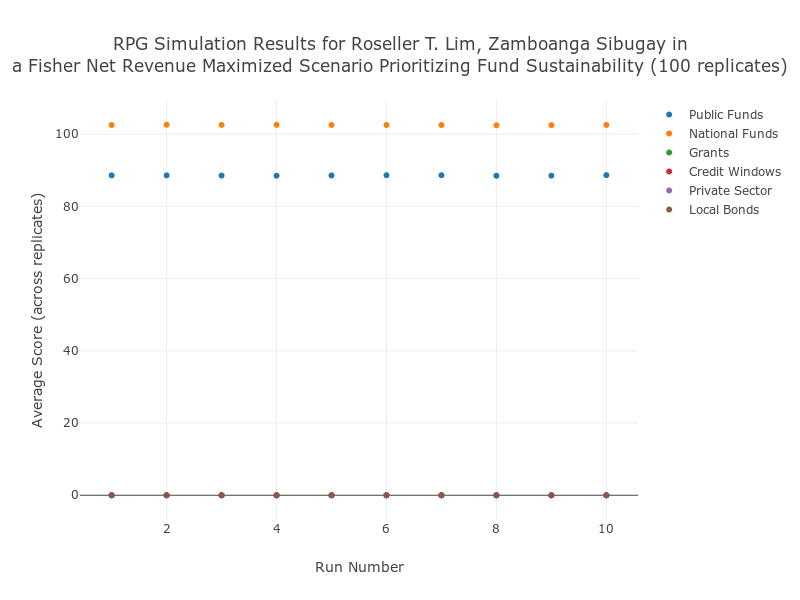 RPG Simulation Results for Roseller T. Lim, Zamboanga Sibugay in
a Fisher Net Revenue Maximized Scenario Prioritizing Fund Sustainability (100 replicates)
Public Funds
National Funds
Grants
Credit Windows
Private Sector
Local Bonds
Average Score (across replicates)
100
80
60
40
20
0
2
4
6
8
10
Run Number